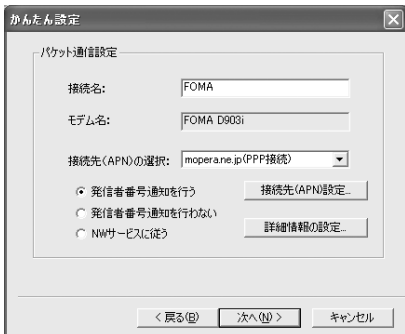 かんたん設定
パケット通信設定
接続名:
FOMA
モデム名:
FOMA D903i
接続先(APN)の選択:
mopera.ne.jp(PPP接続)
発信者番号通知を行う
接続先(APN)設定...
発信者番号通知を行わない
NWサービスに従う
詳細情報の設定...
< 戻る(B)
次へ(N) >
キャンセル